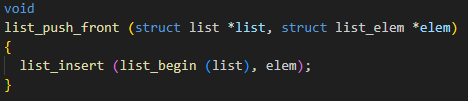 void
list_push_front (struct list *list, struct list_elem *elem)
{
  list_insert (list_begin (list), elem);
}